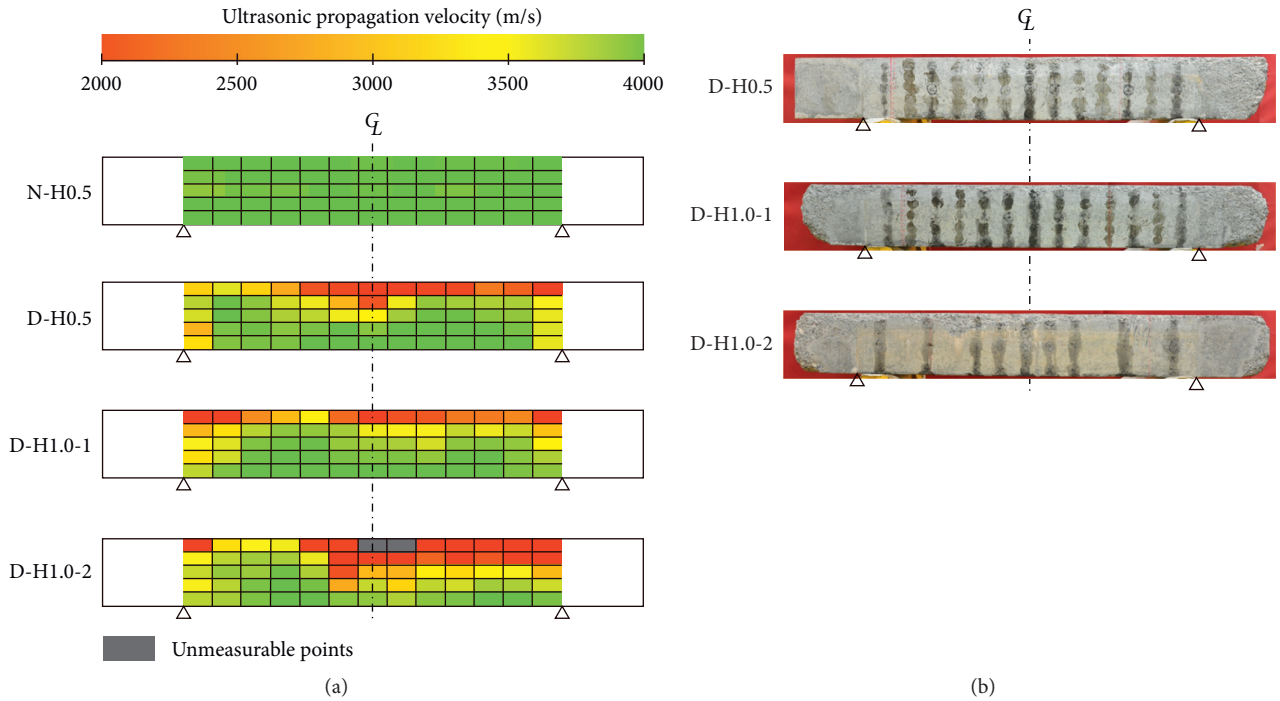 Ultrasonic propagation velocity (m/s)
2000 2500 3000 3500 4000
℄
N-H0.5
D-H0.5
D-H1.0-1
D-H1.0-2
Unmeasurable points
(a)
℄
D-H0.5
D-H1.0-1
D-H1.0-2
(b)